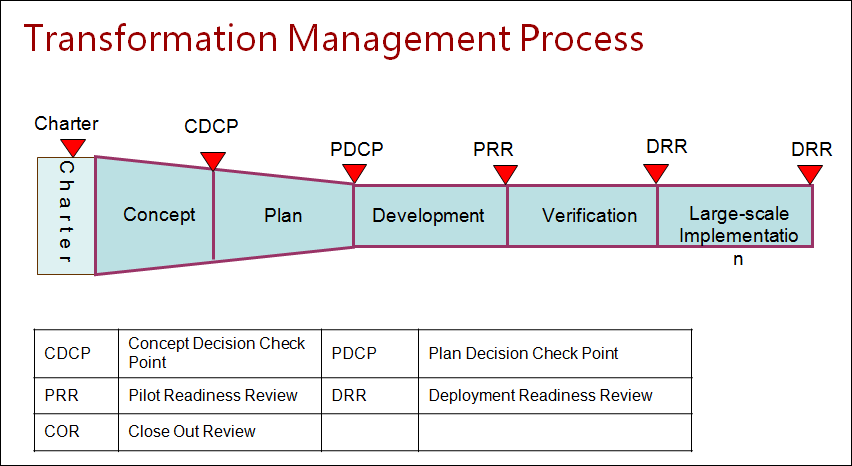 Transformation Management Process
Charter
CDCP
PDCP
PRR
DRR
DRR
Charter
Concept
Plan
Development
Verification
Large-scale
Implementatio
n
CDCP
Concept Decision Check
Point
PDCP
Plan Decision Check Point
PRR
Pilot Readiness Review
DRR
Deployment Readiness Review
COR
Close Out Review